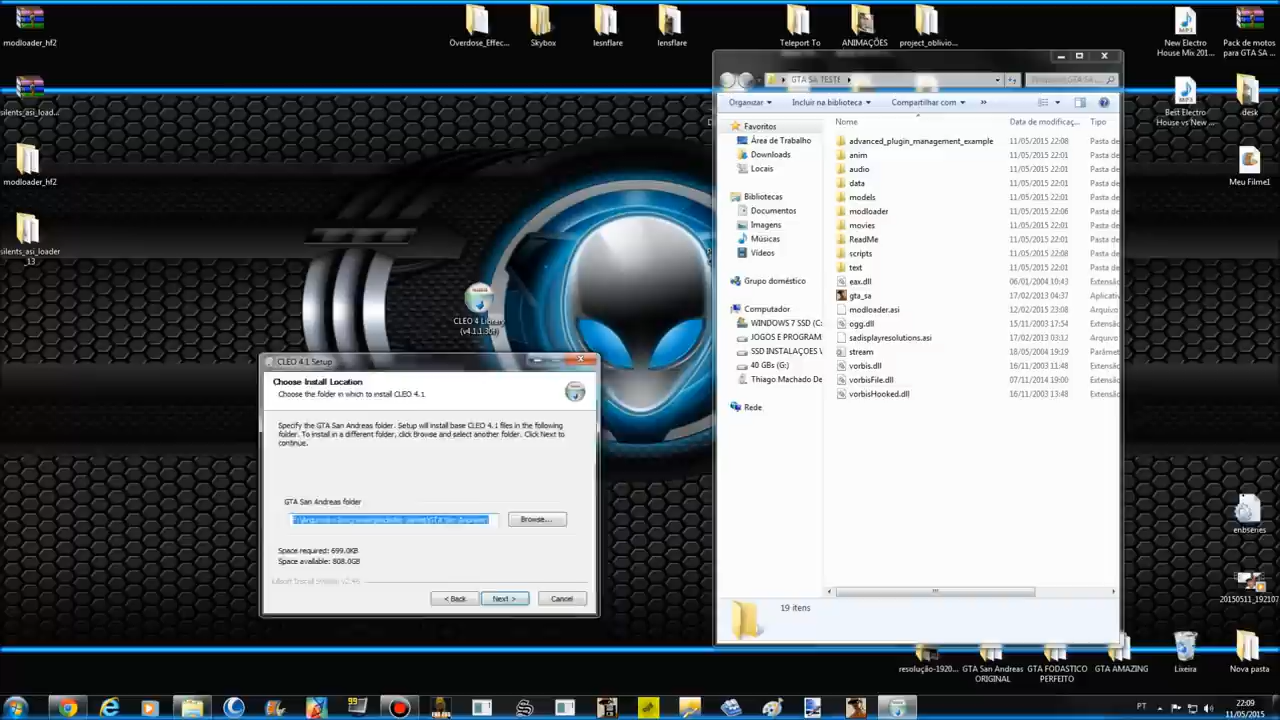 modloader_hf2
Overdose_Effec...
Skybox
lesnflare
lensflare
Teleport To
ANIMAÇÕES
project_oblivio...
New Electro
House Mix 201...
Pack de motos
para GTA SA ...
silents_asi_load...
Best Electro
House vs New ...
desk
modloader_hf2
Meu Filme1
silents_asi_loader
_13
CLEO 4 Library
(v4.1.1.30f)
enbseries
20150511_192107
resolução-1920...
GTA San Andreas
ORIGINAL
GTA FODASTICO
PERFEITO
GTA AMAZING
Lixeira
Nova pasta
GTA SA TESTE
Organizar
Incluir na biblioteca
Compartilhar com
»
Favoritos
Área de Trabalho
Downloads
Locais
Bibliotecas
Documentos
Imagens
Músicas
Vídeos
Grupo doméstico
Computador
WINDOWS 7 SSD (C:
JOGOS E PROGRAM
SSD INSTALAÇOES
40 GBs (G:)
Thiago Machado De
Rede
Nome
Data de modificaç...
Tipo
advanced_plugin_management_example 11/05/2015 22:08 Pasta de
anim 11/05/2015 22:01 Pasta de
audio 11/05/2015 22:01 Pasta de
data 11/05/2015 22:01 Pasta de
models 11/05/2015 22:01 Pasta de
modloader 11/05/2015 22:06 Pasta de
movies 11/05/2015 22:01 Pasta de
ReadMe 11/05/2015 22:01 Pasta de
scripts 11/05/2015 22:01 Pasta de
text 11/05/2015 22:01 Pasta de
eax.dll 06/01/2004 10:43 Extensã
gta_sa 17/02/2013 04:37 Aplicati
modloader.asi 12/02/2015 23:08 Arquivo
ogg.dll 15/11/2003 17:54 Extensã
sadisplayresolutions.asi 17/02/2013 03:12 Arquivo
stream 18/05/2004 19:19 Parâmet
vorbis.dll 16/11/2003 11:48 Extensã
vorbisFile.dll 07/11/2014 19:00 Extensã
vorbisHooked.dll 16/11/2003 13:48 Extensã
19 itens
CLEO 4.1 Setup
Choose Install Location
Choose the folder in which to install CLEO 4.1
Specify the GTA San Andreas folder. Setup will install base CLEO 4.1 files in the following
folder. To install in a different folder, click Browse and select another folder. Click Next to
continue.
GTA San Andreas folder
Browse...
Space required: 699.0KB
Space available: 808.0GB
< Back
Next >
Cancel
PT
22:09
11/05/2015